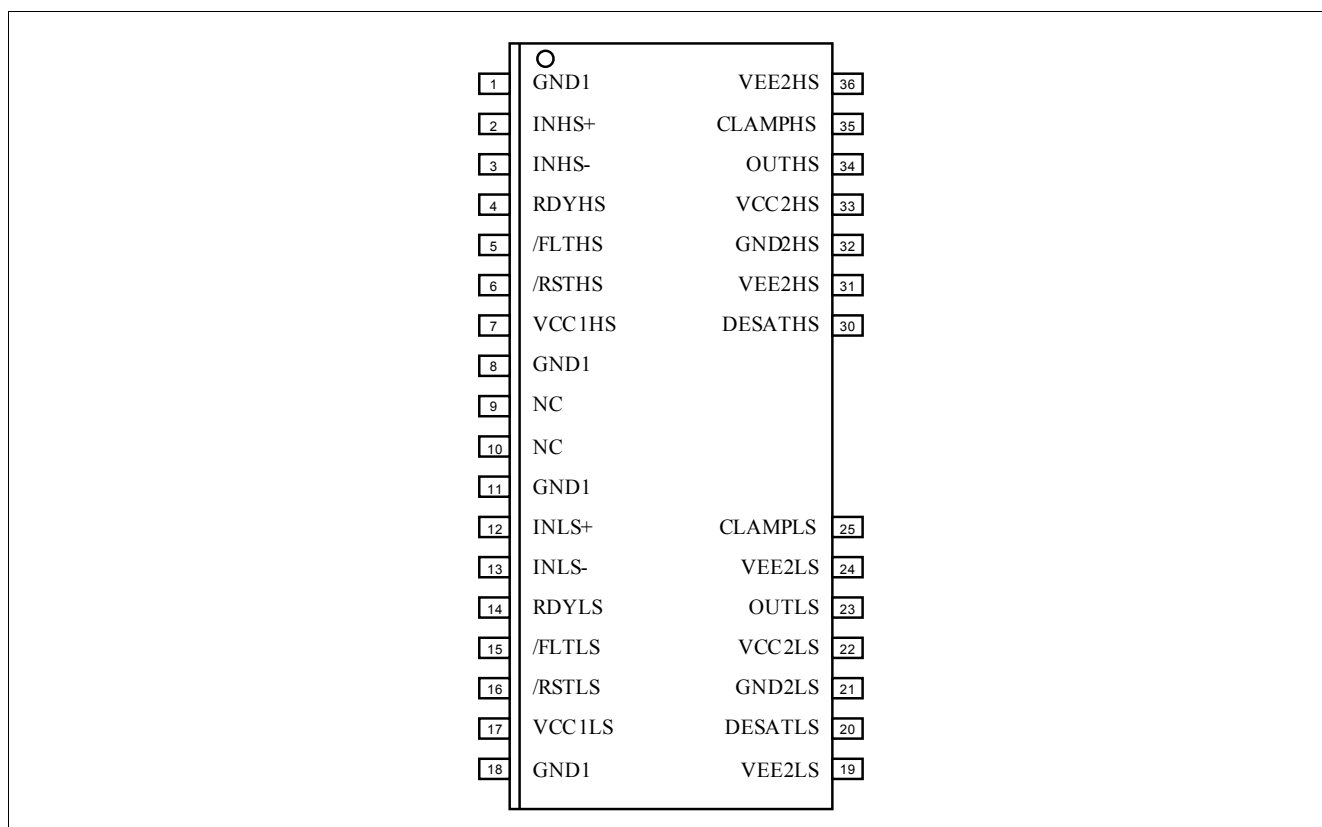 1 GND1 VEE2HS 36
2 INHS+ CLAMPHS 35
3 INHS- OUTHS 34
4 RDYHS VCC2HS 33
5 /FLTHS GND2HS 32
6 /RSTHS VEE2HS 31
7 VCC1HS DESATHS 30
8 GND1
9 NC
10 NC
11 GND1
12 INLS+ CLAMPLS 25
13 INLS- VEE2LS 24
14 RDYLS OUTLS 23
15 /FLTLS VCC2LS 22
16 /RSTLS GND2LS 21
17 VCC1LS DESATLS 20
18 GND1 VEE2LS 19